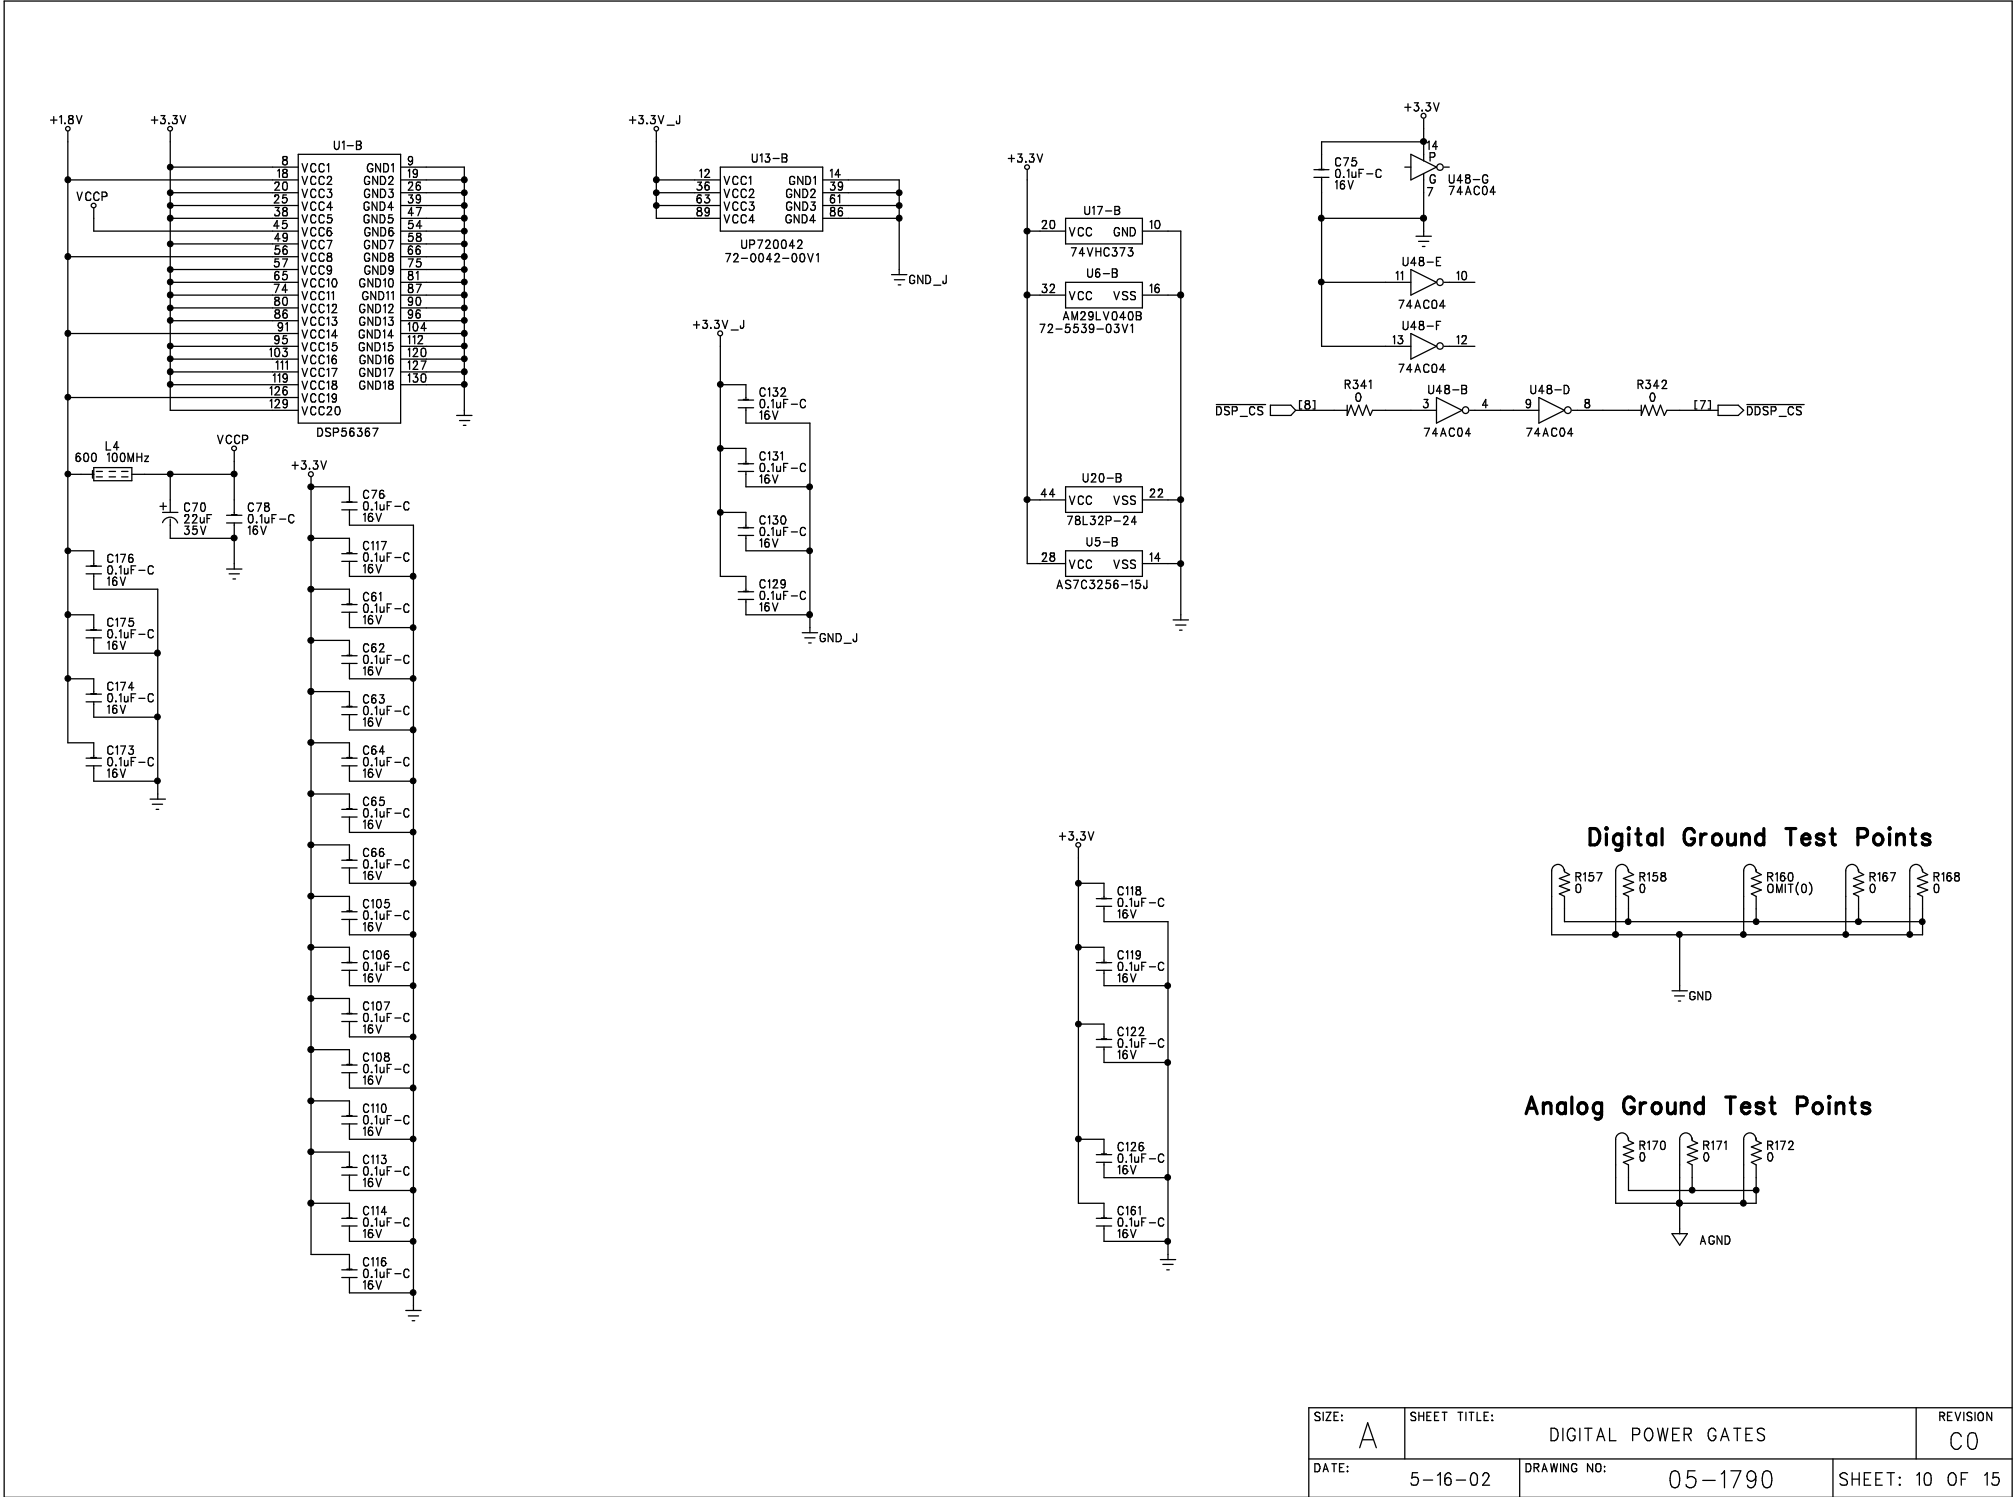 +1.8V
+3.3V
VCCP
U1-B
8 VCC1 GND1 9
18 VCC2 GND2 19
20 VCC3 GND3 26
25 VCC4 GND4 39
38 VCC5 GND5 47
45 VCC6 GND6 54
49 VCC7 GND7 58
56 VCC8 GND8 66
57 VCC9 GND9 75
65 VCC10 GND10 81
74 VCC11 GND11 87
80 VCC12 GND12 90
86 VCC13 GND13 96
91 VCC14 GND14 104
95 VCC15 GND15 112
103 VCC16 GND16 120
111 VCC17 GND17 127
119 VCC18 GND18 130
126 VCC19
129 VCC20
DSP56367
L4
600 100MHz
VCCP
C70
22uF
35V
C78
0.1uF-C
16V
C176
0.1uF-C
16V
C175
0.1uF-C
16V
C174
0.1uF-C
16V
C173
0.1uF-C
16V
+3.3V
C76
0.1uF-C
16V
C117
0.1uF-C
16V
C61
0.1uF-C
16V
C62
0.1uF-C
16V
C63
0.1uF-C
16V
C64
0.1uF-C
16V
C65
0.1uF-C
16V
C66
0.1uF-C
16V
C105
0.1uF-C
16V
C106
0.1uF-C
16V
C107
0.1uF-C
16V
C108
0.1uF-C
16V
C110
0.1uF-C
16V
C113
0.1uF-C
16V
C114
0.1uF-C
16V
C116
0.1uF-C
16V
+3.3V_J
U13-B
12 VCC1 GND1 14
36 VCC2 GND2 39
63 VCC3 GND3 61
89 VCC4 GND4 86
UP720042
72-0042-00V1
GND_J
+3.3V_J
C132
0.1uF-C
16V
C131
0.1uF-C
16V
C130
0.1uF-C
16V
C129
0.1uF-C
16V
GND_J
+3.3V
U17-B
20 VCC GND 10
74VHC373
U6-B
32 VCC VSS 16
AM29LV040B
72-5539-03V1
U20-B
44 VCC VSS 22
78L32P-24
U5-B
28 VCC VSS 14
AS7C3256-15J
+3.3V
C118
0.1uF-C
16V
C119
0.1uF-C
16V
C122
0.1uF-C
16V
C126
0.1uF-C
16V
C161
0.1uF-C
16V
+3.3V
14
P
G
7
U48-G
74AC04
C75
0.1uF-C
16V
U48-E
11 10
74AC04
U48-F
13 12
74AC04
DSP_CS [8]
R341
0
U48-B
3 4
74AC04
U48-D
9 8
74AC04
R342
0
[7] DDSP_CS
Digital Ground Test Points
R157
0
R158
0
R160
OMIT(0)
R167
0
R168
0
GND
Analog Ground Test Points
R170
0
R171
0
R172
0
AGND
SIZE: A
SHEET TITLE: DIGITAL POWER GATES
REVISION C0
DATE: 5-16-02
DRAWING NO: 05-1790
SHEET: 10 OF 15